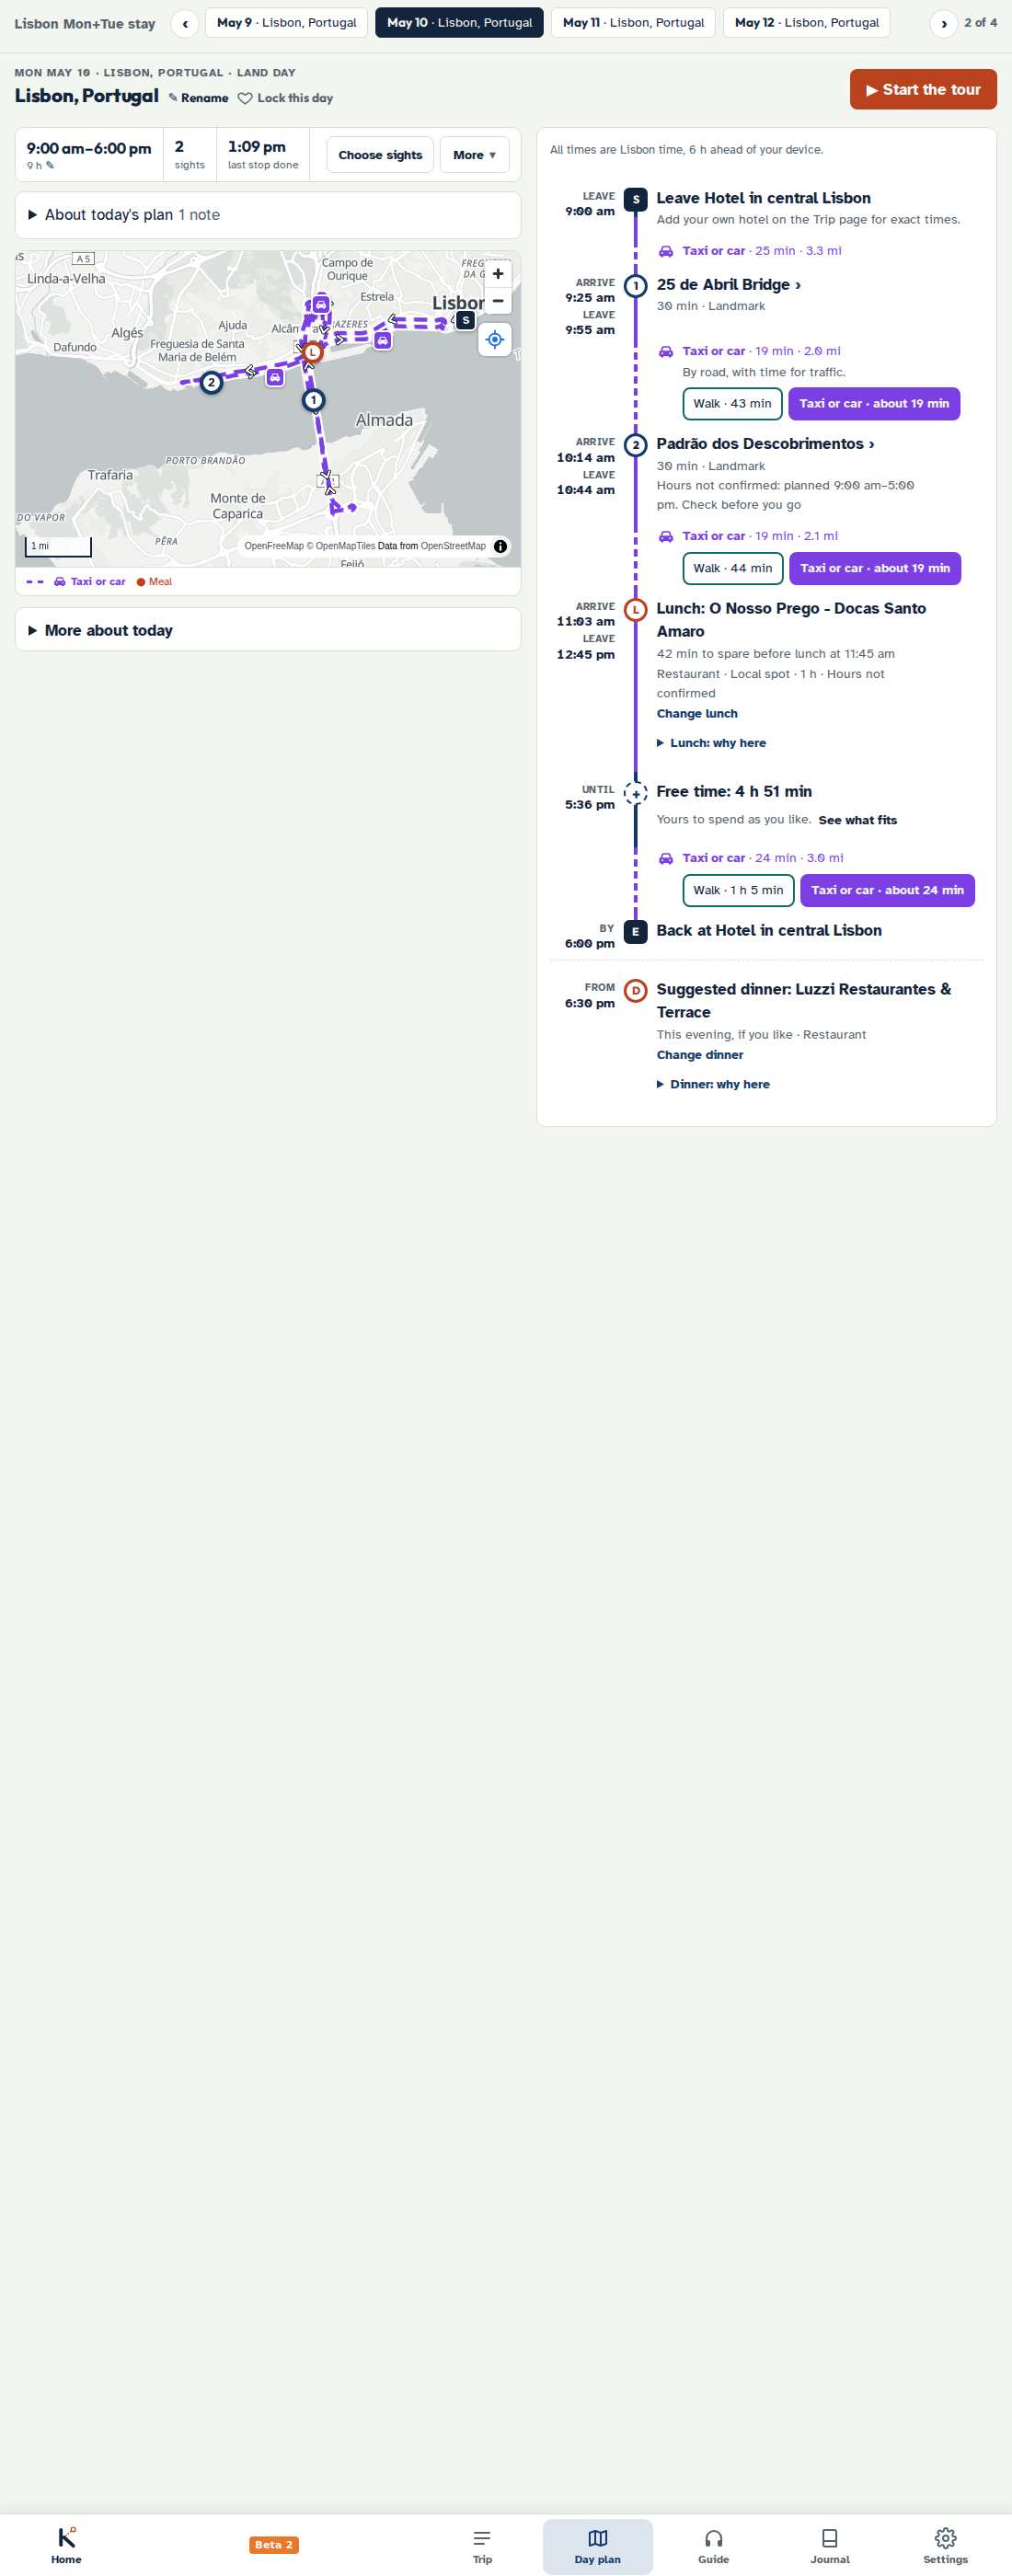 Lisbon Mon+Tue stay
‹
May 9 · Lisbon, Portugal
May 10 · Lisbon, Portugal
May 11 · Lisbon, Portugal
May 12 · Lisbon, Portugal
›
2 of 4
MON MAY 10 · LISBON, PORTUGAL · LAND DAY
Lisbon, Portugal
✎ Rename
Lock this day
▶ Start the tour
9:00 am–6:00 pm
9 h ✎
2
sights
1:09 pm
last stop done
Choose sights
More ▾
▶ About today's plan 1 note
A 5
Linda-a-Velha
Campo de
Ourique
Estrela
Algés
Ajuda
Dafundo
Freguesia de Santa
Maria de Belém
S
L
2
1
Almada
PORTO BRANDÃO
Trafaria
Monte de
Caparica
DO VAPOR
PÊRA
+
−
1 mi
OpenFreeMap © OpenMapTiles Data from OpenStreetMap
Taxi or car
Meal
▶ More about today
All times are Lisbon time, 6 h ahead of your device.
LEAVE
9:00 am
S
Leave Hotel in central Lisbon
Add your own hotel on the Trip page for exact times.
Taxi or car · 25 min · 3.3 mi
ARRIVE
9:25 am
LEAVE
9:55 am
1
25 de Abril Bridge ›
30 min · Landmark
Taxi or car · 19 min · 2.0 mi
By road, with time for traffic.
Walk · 43 min
Taxi or car · about 19 min
ARRIVE
10:14 am
LEAVE
10:44 am
2
Padrão dos Descobrimentos ›
30 min · Landmark
Hours not confirmed: planned 9:00 am–5:00
pm. Check before you go
Taxi or car · 19 min · 2.1 mi
Walk · 44 min
Taxi or car · about 19 min
ARRIVE
11:03 am
LEAVE
12:45 pm
L
Lunch: O Nosso Prego - Docas Santo
Amaro
42 min to spare before lunch at 11:45 am
Restaurant · Local spot · 1 h · Hours not
confirmed
Change lunch
▶ Lunch: why here
UNTIL
5:36 pm
+
Free time: 4 h 51 min
Yours to spend as you like. See what fits
Taxi or car · 24 min · 3.0 mi
Walk · 1 h 5 min
Taxi or car · about 24 min
BY
6:00 pm
E
Back at Hotel in central Lisbon
FROM
6:30 pm
D
Suggested dinner: Luzzi Restaurantes &
Terrace
This evening, if you like · Restaurant
Change dinner
▶ Dinner: why here
Home
Beta 2
Trip
Day plan
Guide
Journal
Settings